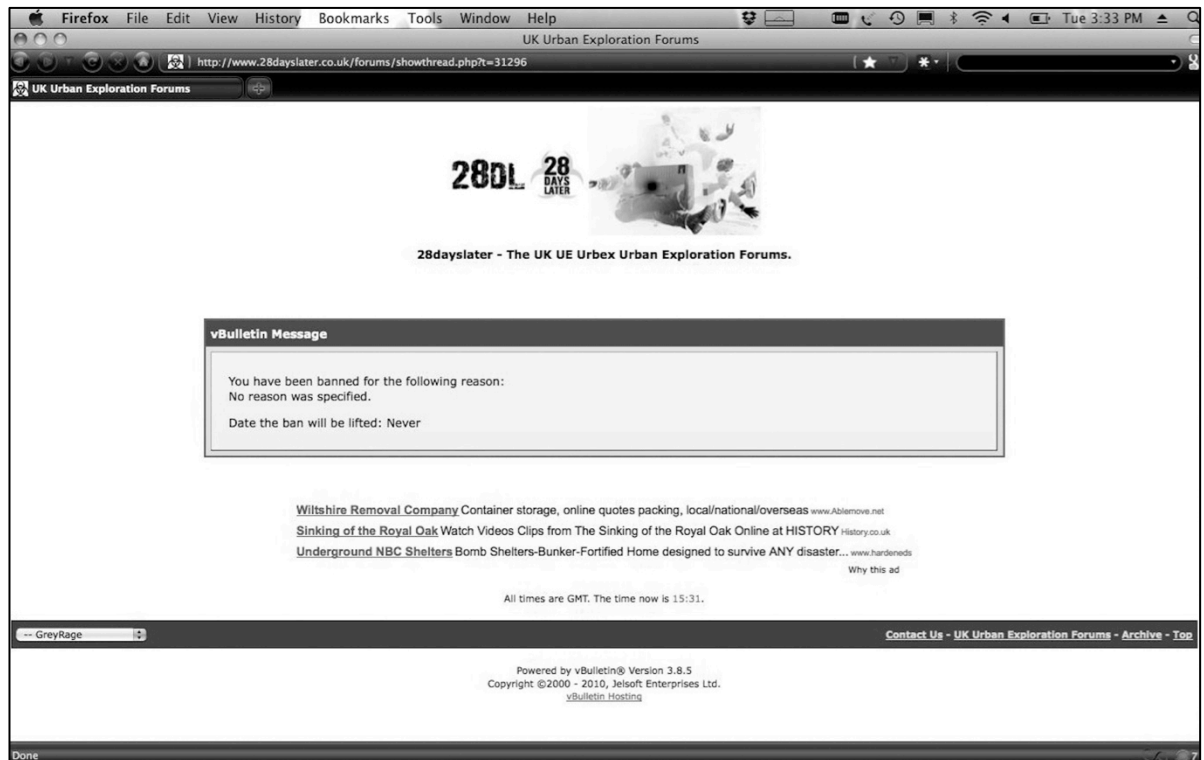 Firefox File Edit View History Bookmarks Tools Window Help Tue 3:33 PM
UK Urban Exploration Forums
http://www.28dayslater.co.uk/forums/showthread.php?t=31296
UK Urban Exploration Forums
28DL 28 DAYS LATER
28dayslater - The UK UE Urbex Urban Exploration Forums.
vBulletin Message
You have been banned for the following reason:
No reason was specified.
Date the ban will be lifted: Never
Wiltshire Removal Company Container storage, online quotes packing, local/national/overseas www.Ablemove.net
Sinking of the Royal Oak Watch Videos Clips from The Sinking of the Royal Oak Online at HISTORY History.co.uk
Underground NBC Shelters Bomb Shelters-Bunker-Fortified Home designed to survive ANY disaster... www.hardeneds
Why this ad
All times are GMT. The time now is 15:31.
-- GreyRage Contact Us - UK Urban Exploration Forums - Archive - Top
Powered by vBulletin® Version 3.8.5
Copyright ©2000 - 2010, Jelsoft Enterprises Ltd.
vBulletin Hosting
Done 7